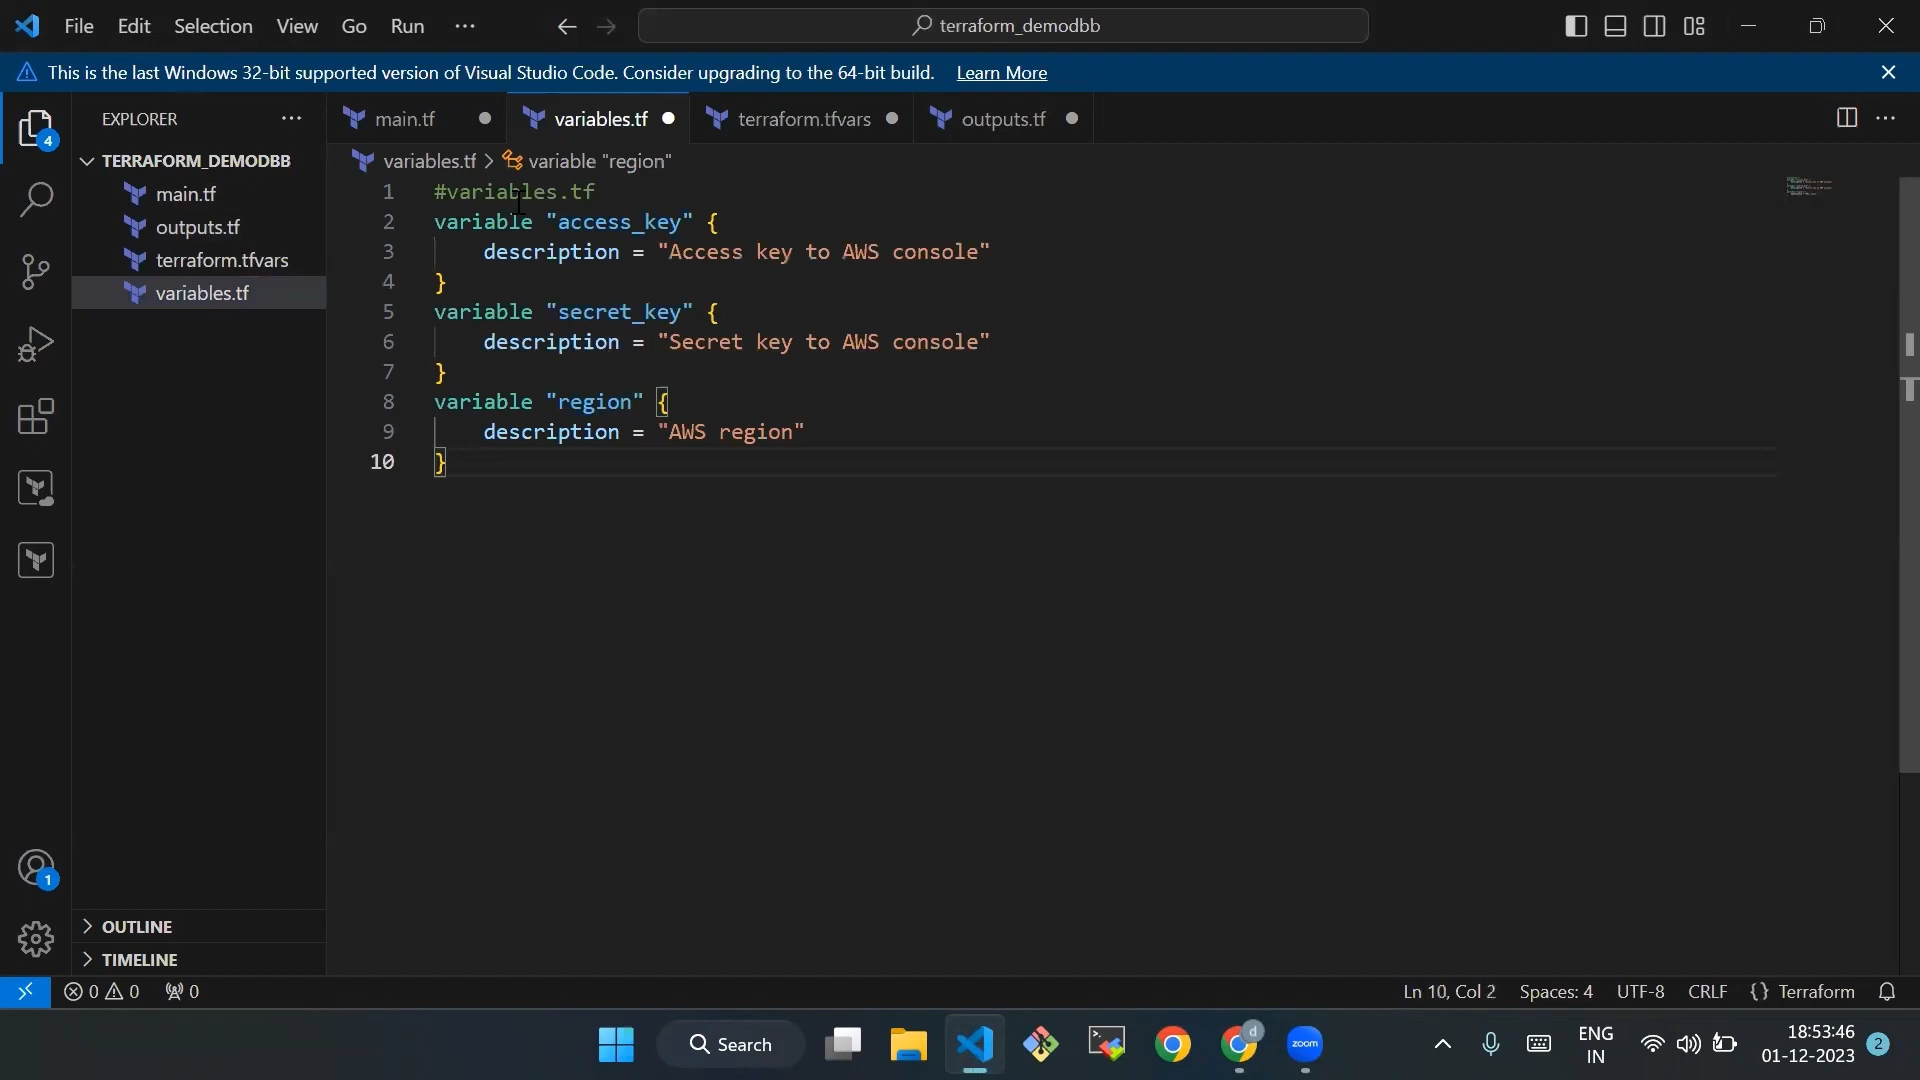 File Edit Selection View Go Run ··· terraform_demodbb
This is the last Windows 32-bit supported version of Visual Studio Code. Consider upgrading to the 64-bit build. Learn More
EXPLORER
main.tf variables.tf terraform.tfvars outputs.tf
TERRAFORM_DEMODBB
main.tf
outputs.tf
terraform.tfvars
variables.tf
4
variables.tf > variable "region"
1 #variables.tf
2 variable "access_key" {
3 description = "Access key to AWS console"
4 }
5 variable "secret_key" {
6 description = "Secret key to AWS console"
7 }
8 variable "region" {
9 description = "AWS region"
10 }
1
OUTLINE
TIMELINE
0 0 0 Ln 10, Col 2 Spaces: 4 UTF-8 CRLF {} Terraform
Search d zoom ENG
IN
18:53:46
01-12-2023 2